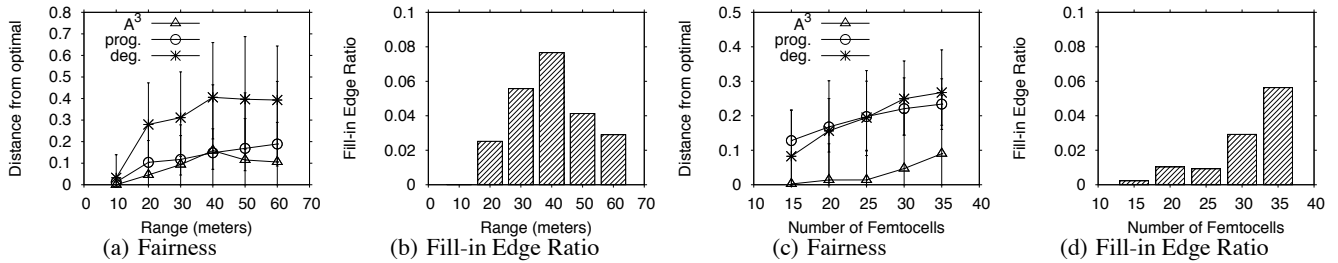 Distance from optimal
0.8
0.7
0.6
0.5
0.4
0.3
0.2
0.1
0
A³
prog.
deg.
0 10 20 30 40 50 60 70
Range (meters)
(a) Fairness
Fill-in Edge Ratio
0.1
0.08
0.06
0.04
0.02
0
0 10 20 30 40 50 60 70
Range (meters)
(b) Fill-in Edge Ratio
Distance from optimal
0.5
0.4
0.3
0.2
0.1
0
A³
prog.
deg.
10 15 20 25 30 35 40
Number of Femtocells
(c) Fairness
Fill-in Edge Ratio
0.1
0.08
0.06
0.04
0.02
0
10 15 20 25 30 35 40
Number of Femtocells
(d) Fill-in Edge Ratio